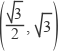 (√3/2, √3)